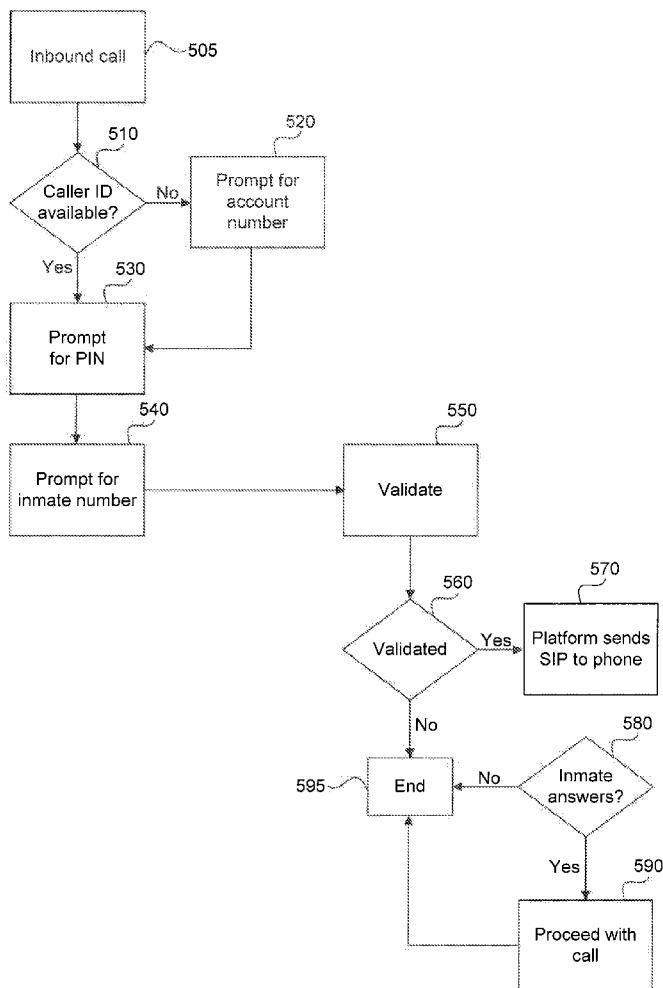 Inbound call
505
510
Caller ID
available?
No
520
Prompt for
account
number
Yes
530
Prompt
for PIN
540
Prompt for
inmate number
550
Validate
560
Validated
Yes
570
Platform sends
SIP to phone
No
580
Inmate
answers?
No
595
End
Yes
590
Proceed with
call